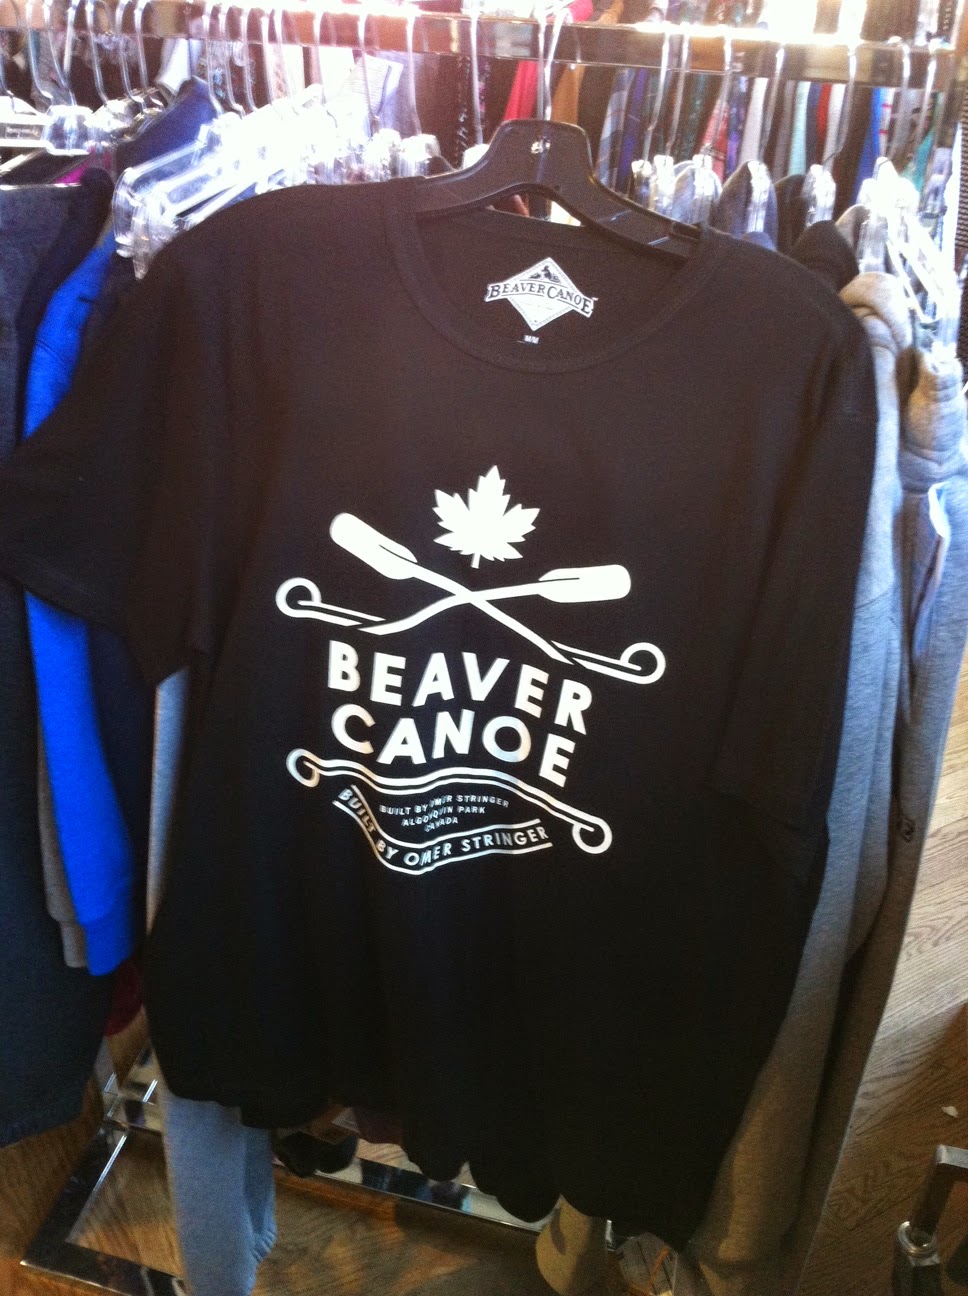 BEAVER CANOE
M/M
BEAVER
CANOE
BUILT BY OMER STRINGER
ALGONQUIN PARK
CANADA
BUILT BY OMER STRINGER